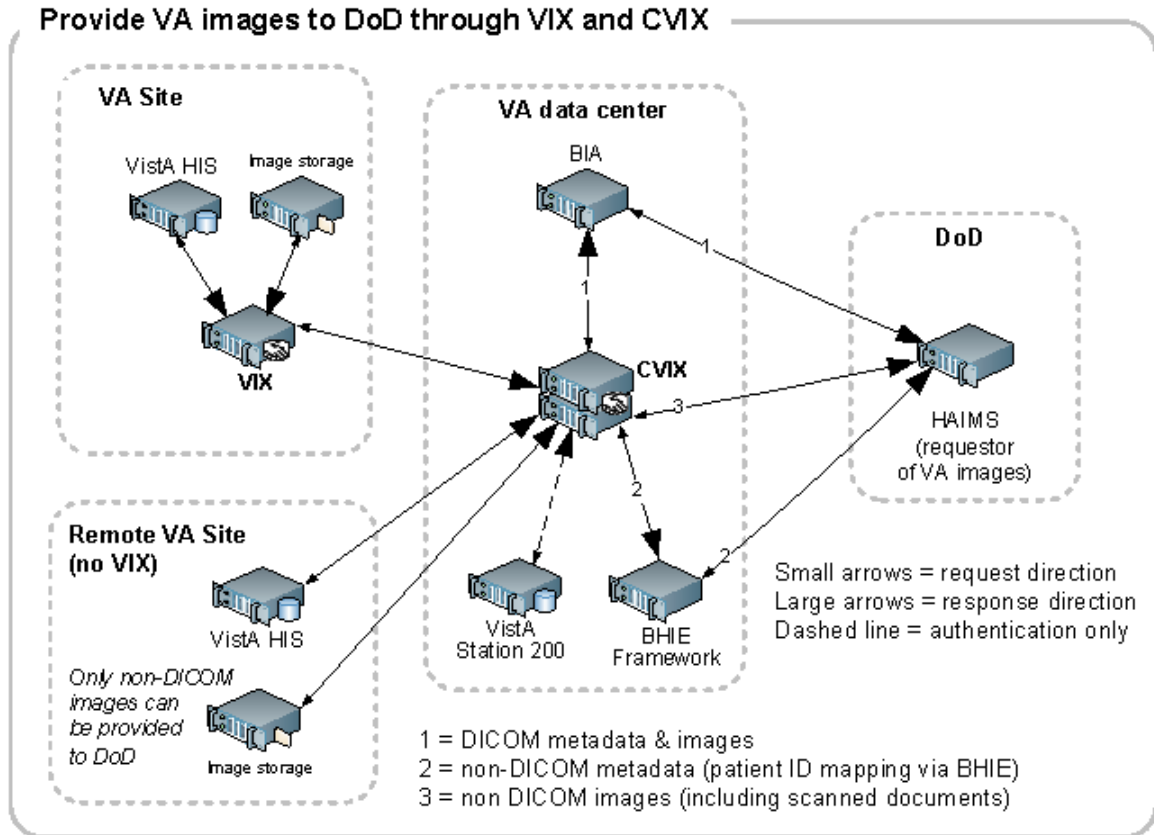 Provide VA images to DoD through VIX and CVIX
VA Site
VistA HIS
Image storage
VIX
Remote VA Site
(no VIX)
VistA HIS
Only non-DICOM
images can
be provided
to DoD
Image storage
VA data center
BIA
1
1
CVIX
3
2
2
VistA
Station 200
BHIE
Framework
DoD
HAIMS
(requestor
of VA images)
Small arrows = request direction
Large arrows = response direction
Dashed line = authentication only
1 = DICOM metadata & images
2 = non-DICOM metadata (patient ID mapping via BHIE)
3 = non DICOM images (including scanned documents)